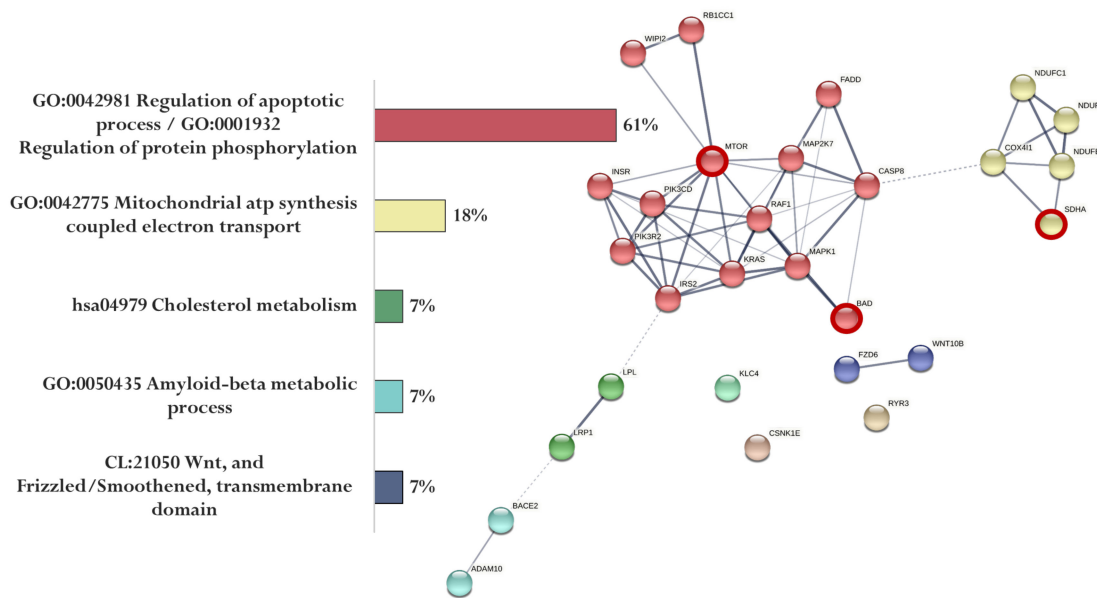 GO:0042981 Regulation of apoptotic
process / GO:0001932
Regulation of protein phosphorylation
61%
GO:0042775 Mitochondrial atp synthesis
coupled electron transport
18%
hsa04979 Cholesterol metabolism
7%
GO:0050435 Amyloid-beta metabolic
process
7%
CL:21050 Wnt, and
Frizzled/Smoothened, transmembrane
domain
7%
RB1CC1
WIPI2
FADD
NDUFC1
MTOR
MAP2K7
COX4I1
INSR
CASP8
PIK3CD
RAF1
SDHA
PIK3R2
KRAS
MAPK1
IRS2
BAD
WNT10B
FZD6
LPL
KLC4
RYR3
LRP1
CSNK1E
BACE2
ADAM10